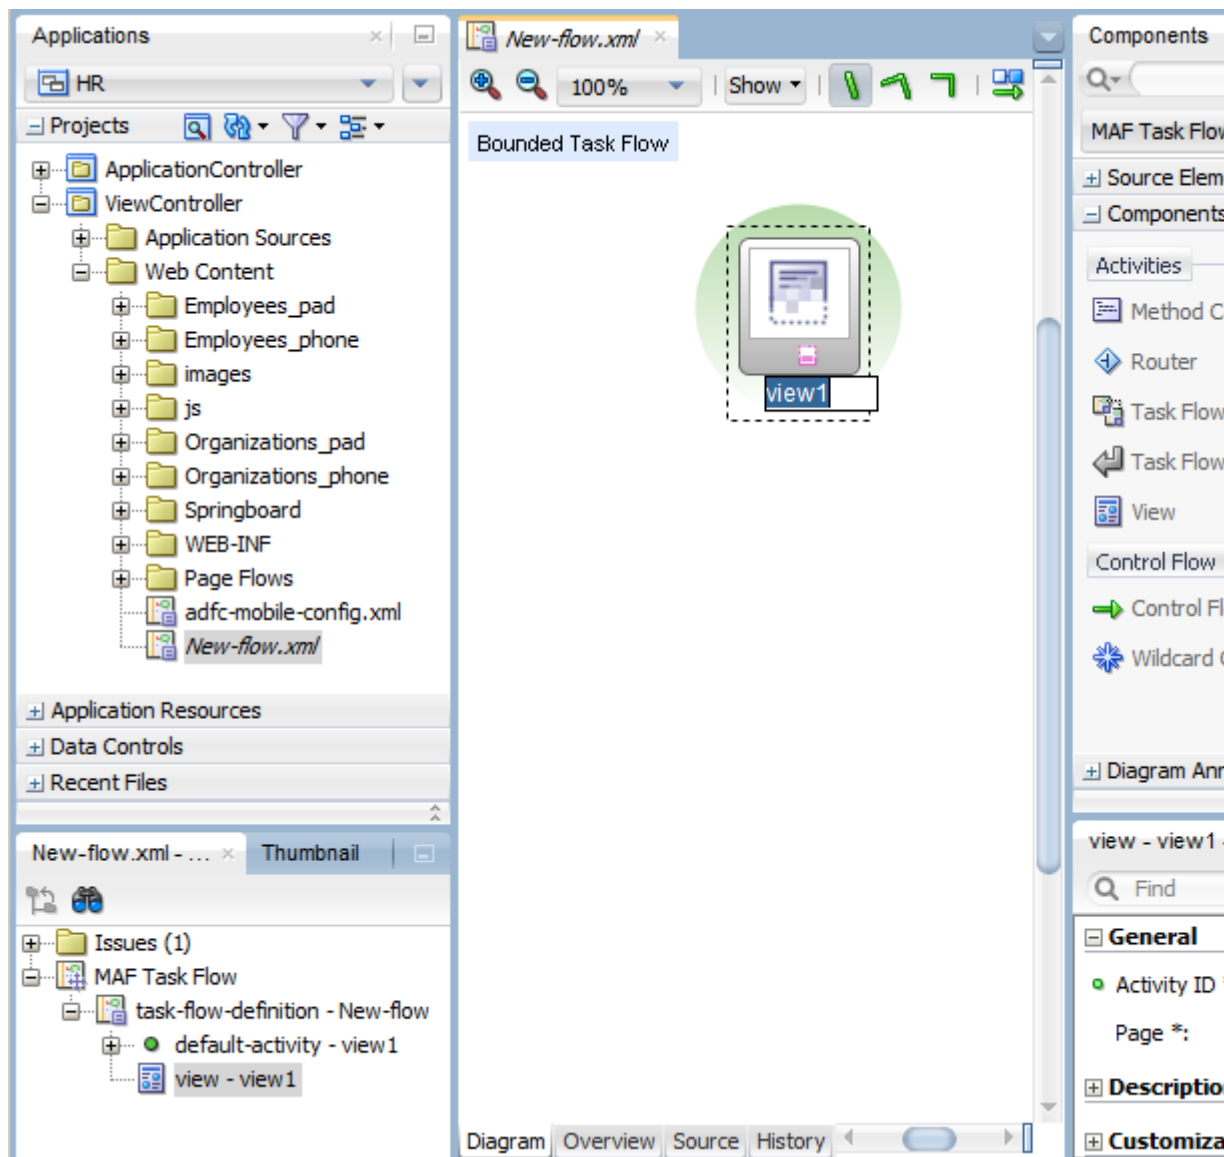 Applications
HR
Projects
ApplicationController
ViewController
Application Sources
Web Content
Employees_pad
Employees_phone
images
js
Organizations_pad
Organizations_phone
Springboard
WEB-INF
Page Flows
adfc-mobile-config.xml
New-flow.xml
Application Resources
Data Controls
Recent Files
New-flow.xml - ...
Thumbnail
Issues (1)
MAF Task Flow
task-flow-definition - New-flow
default-activity - view1
view - view1
New-flow.xml
100%
Show
Bounded Task Flow
view1
Diagram
Overview
Source
History
Components
MAF Task Flow
Source Elem
Components
Activities
Method C
Router
Task Flow
Task Flow
View
Control Flow
Control Fl
Wildcard
Diagram Ann
view - view1 -
Find
General
Activity ID *
Page *:
Description
Customiza